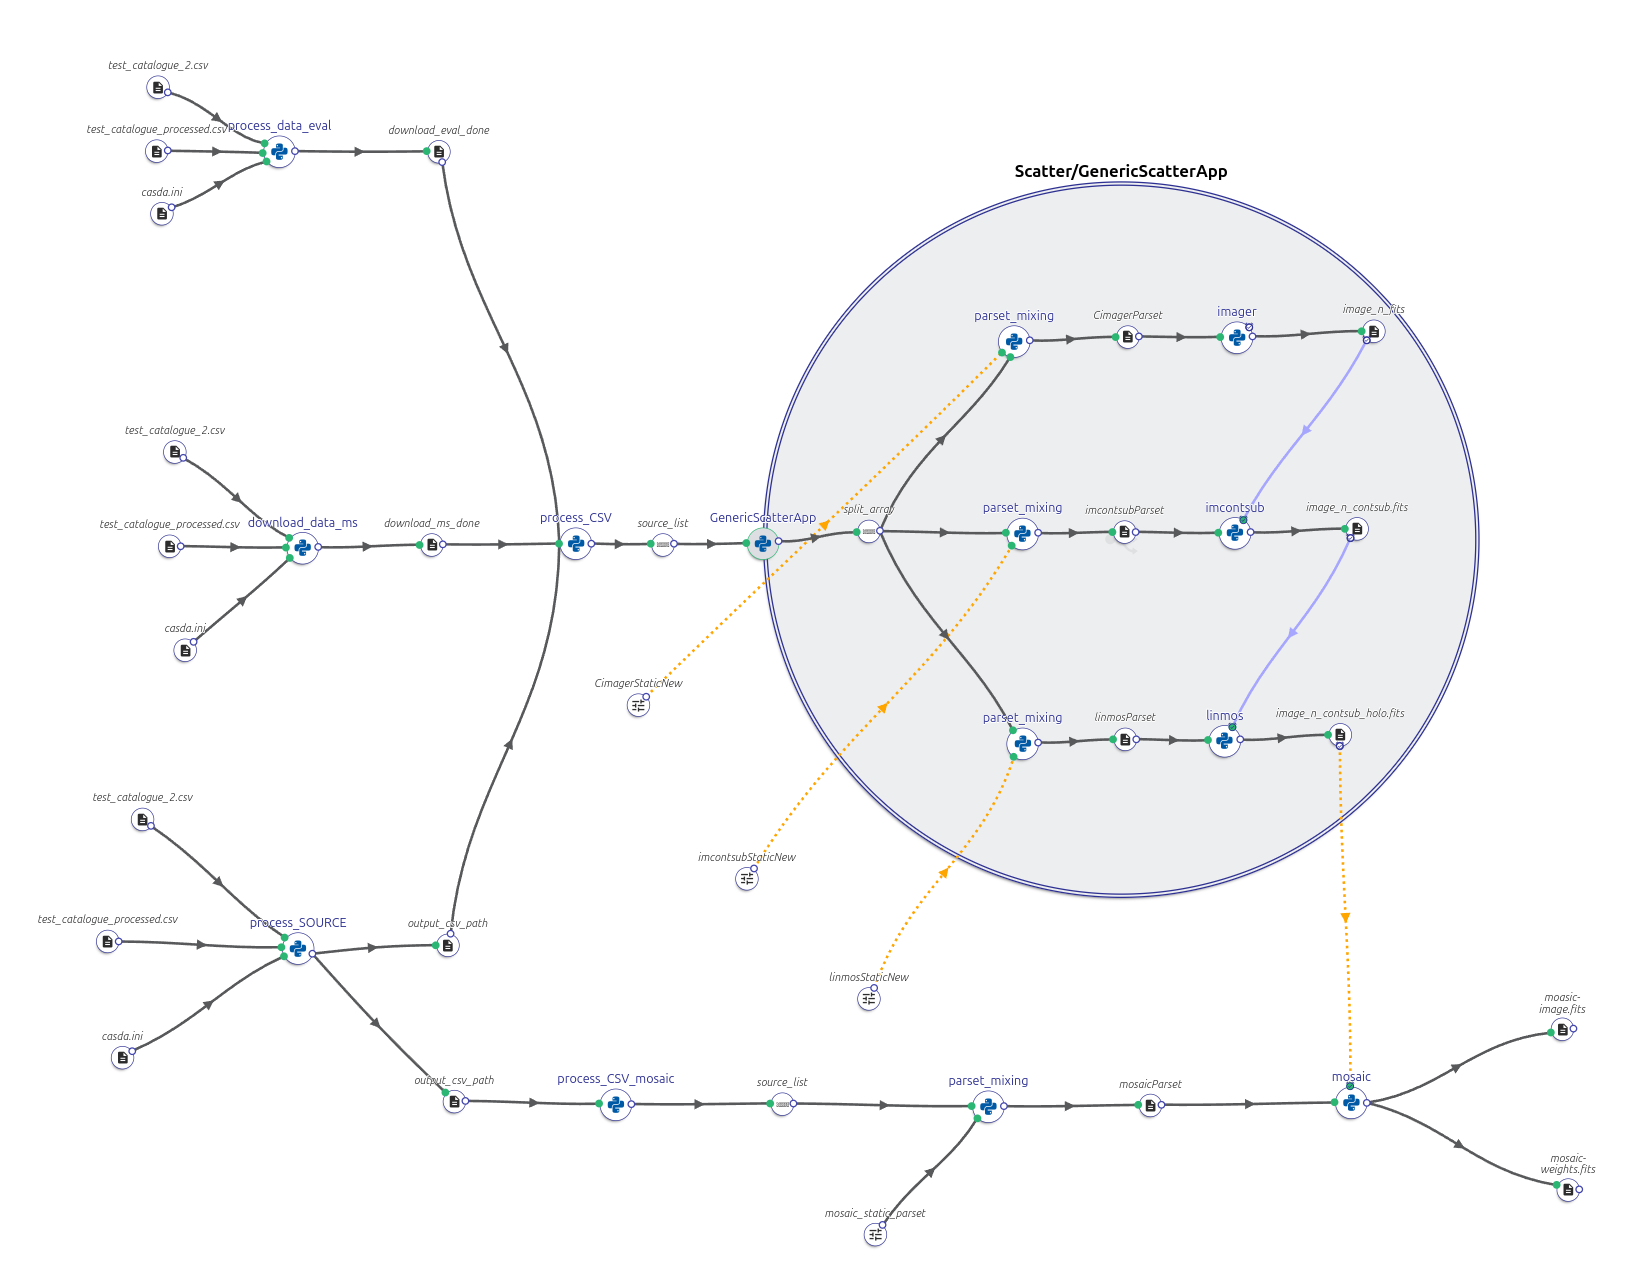 test_catalogue_2.csv
test_catalogue_processed.csv
process_data_eval
download_eval_done
casda.ini
Scatter/GenericScatterApp
parset_mixing
CimagerParset
imager
image_n_fits
test_catalogue_2.csv
test_catalogue_processed.csv
download_data_ms
download_ms_done
process_CSV
source_list
GenericScatterApp
split_array
parset_mixing
imcontsubParset
imcontsub
image_n_contsub.fits
casda.ini
CimagerStaticNew
parset_mixing
linmosParset
linmos
image_n_contsub_holo.fits
test_catalogue_2.csv
imcontsubStaticNew
test_catalogue_processed.csv
process_SOURCE
output_csv_path
linmosStaticNew
moasic-
image.fits
casda.ini
output_csv_path
process_CSV_mosaic
source_list
parset_mixing
mosaicParset
mosaic
mosaic-
weights.fits
mosaic_static_parset